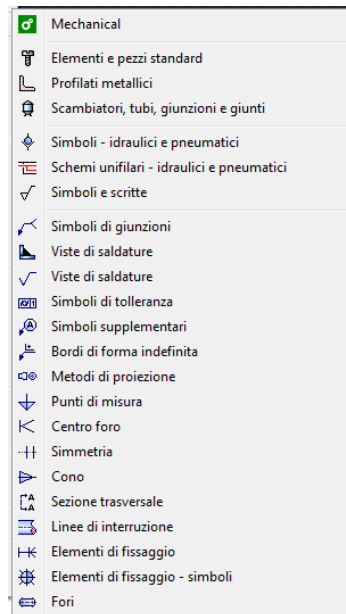 Mechanical
Elementi e pezzi standard
Profilati metallici
Scambiatori, tubi, giunzioni e giunti
Simboli - idraulici e pneumatici
Schemi unifilari - idraulici e pneumatici
Simboli e scritte
Simboli di giunzioni
Viste di saldature
Viste di saldature
Simboli di tolleranza
Simboli supplementari
Bordi di forma indefinita
Metodi di proiezione
Punti di misura
Centro foro
Simmetria
Cono
Sezione trasversale
Linee di interruzione
Elementi di fissaggio
Elementi di fissaggio - simboli
Fori